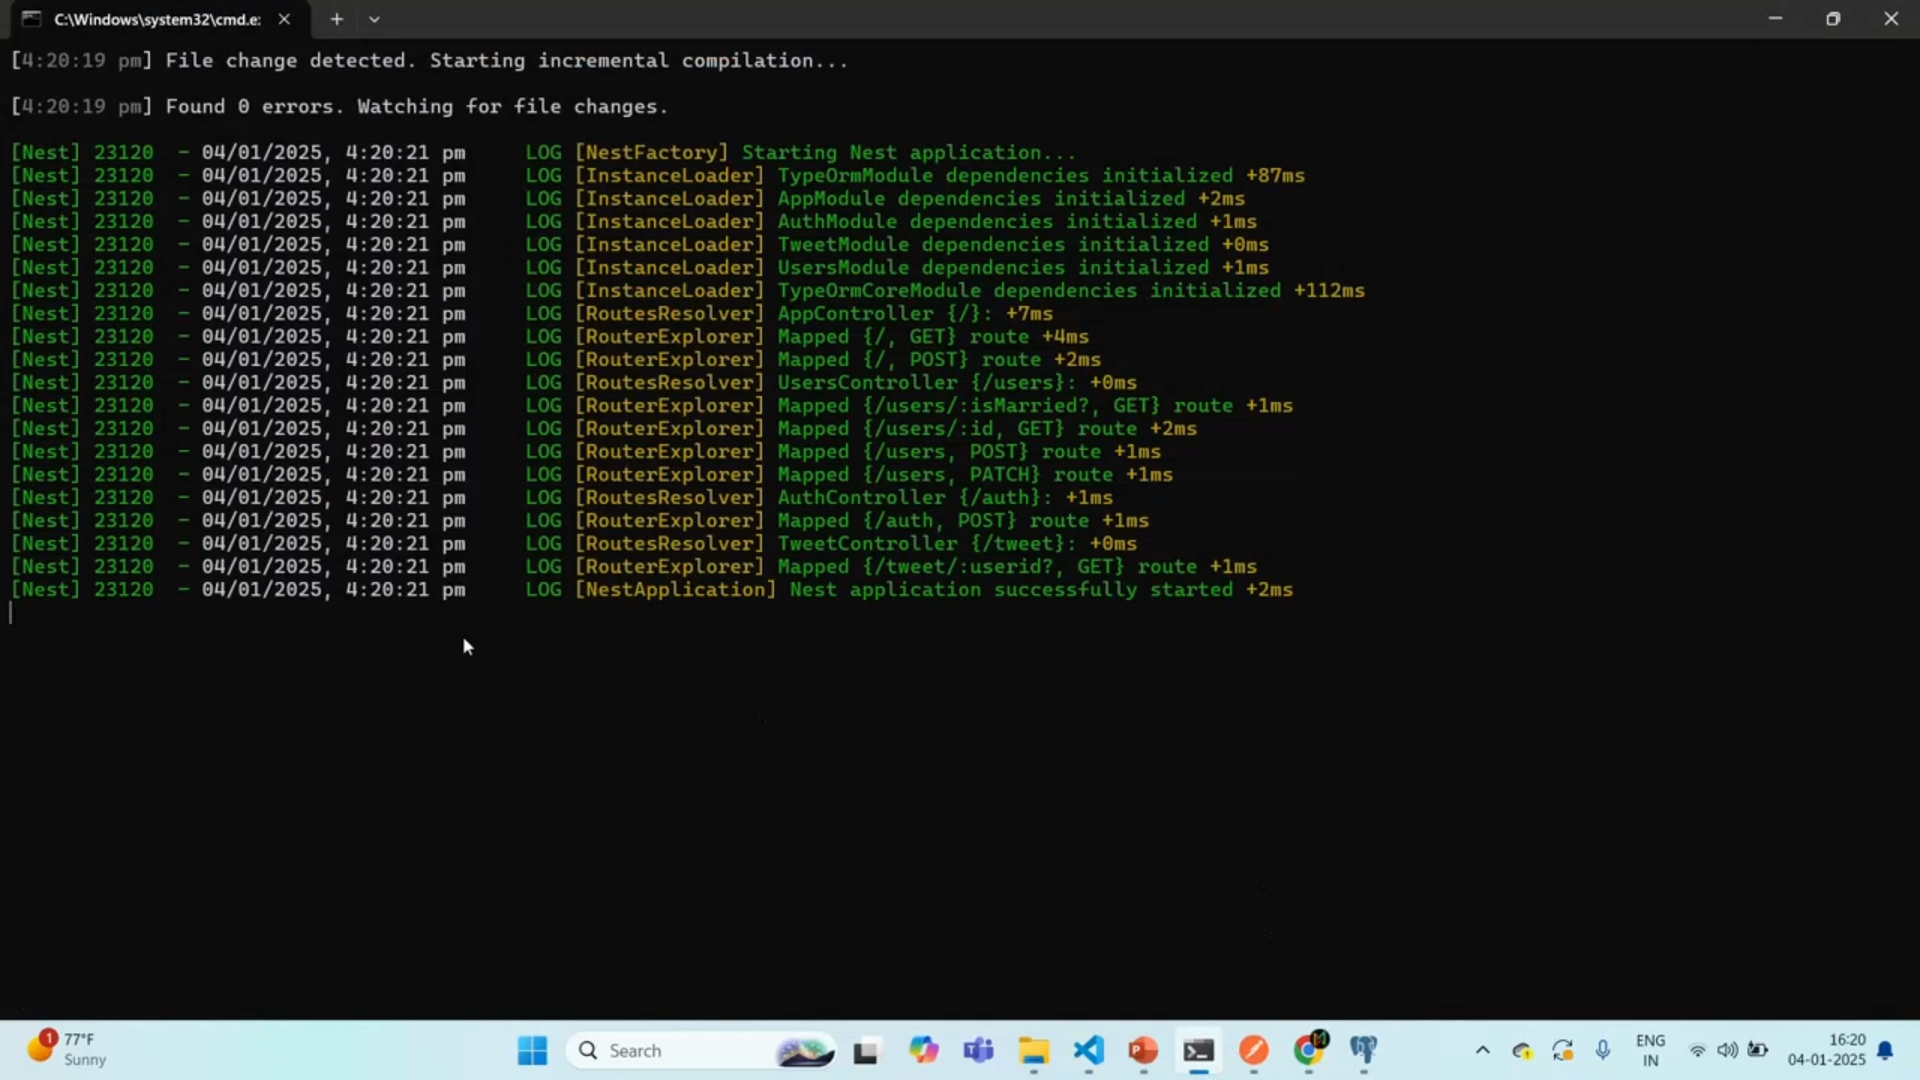 C:\Windows\system32\cmd.e:
[4:20:19 pm] File change detected. Starting incremental compilation...
[4:20:19 pm] Found 0 errors. Watching for file changes.
[Nest] 23120  - 04/01/2025, 4:20:21 pm     LOG [NestFactory] Starting Nest application...
[Nest] 23120  - 04/01/2025, 4:20:21 pm     LOG [InstanceLoader] TypeOrmModule dependencies initialized +87ms
[Nest] 23120  - 04/01/2025, 4:20:21 pm     LOG [InstanceLoader] AppModule dependencies initialized +2ms
[Nest] 23120  - 04/01/2025, 4:20:21 pm     LOG [InstanceLoader] AuthModule dependencies initialized +1ms
[Nest] 23120  - 04/01/2025, 4:20:21 pm     LOG [InstanceLoader] TweetModule dependencies initialized +0ms
[Nest] 23120  - 04/01/2025, 4:20:21 pm     LOG [InstanceLoader] UsersModule dependencies initialized +1ms
[Nest] 23120  - 04/01/2025, 4:20:21 pm     LOG [InstanceLoader] TypeOrmCoreModule dependencies initialized +112ms
[Nest] 23120  - 04/01/2025, 4:20:21 pm     LOG [RoutesResolver] AppController {/}: +7ms
[Nest] 23120  - 04/01/2025, 4:20:21 pm     LOG [RouterExplorer] Mapped {/, GET} route +4ms
[Nest] 23120  - 04/01/2025, 4:20:21 pm     LOG [RouterExplorer] Mapped {/, POST} route +2ms
[Nest] 23120  - 04/01/2025, 4:20:21 pm     LOG [RoutesResolver] UsersController {/users}: +0ms
[Nest] 23120  - 04/01/2025, 4:20:21 pm     LOG [RouterExplorer] Mapped {/users/:isMarried?, GET} route +1ms
[Nest] 23120  - 04/01/2025, 4:20:21 pm     LOG [RouterExplorer] Mapped {/users/:id, GET} route +2ms
[Nest] 23120  - 04/01/2025, 4:20:21 pm     LOG [RouterExplorer] Mapped {/users, POST} route +1ms
[Nest] 23120  - 04/01/2025, 4:20:21 pm     LOG [RouterExplorer] Mapped {/users, PATCH} route +1ms
[Nest] 23120  - 04/01/2025, 4:20:21 pm     LOG [RoutesResolver] AuthController {/auth}: +1ms
[Nest] 23120  - 04/01/2025, 4:20:21 pm     LOG [RouterExplorer] Mapped {/auth, POST} route +1ms
[Nest] 23120  - 04/01/2025, 4:20:21 pm     LOG [RoutesResolver] TweetController {/tweet}: +0ms
[Nest] 23120  - 04/01/2025, 4:20:21 pm     LOG [RouterExplorer] Mapped {/tweet/:userid?, GET} route +1ms
[Nest] 23120  - 04/01/2025, 4:20:21 pm     LOG [NestApplication] Nest application successfully started +2ms
1
77°F
Sunny
Search
ENG
IN
16:20
04-01-2025